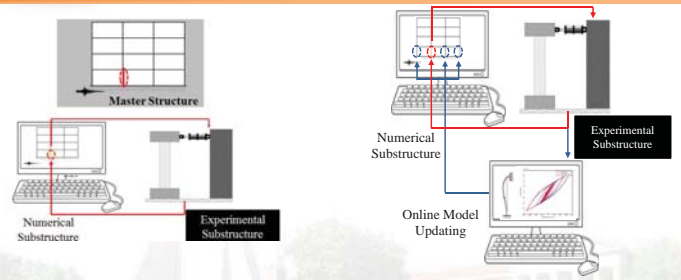 Master Structure
Numerical
Substructure
Experimental
Substructure
Numerical
Substructure
Experimental
Substructure
Online Model
Updating